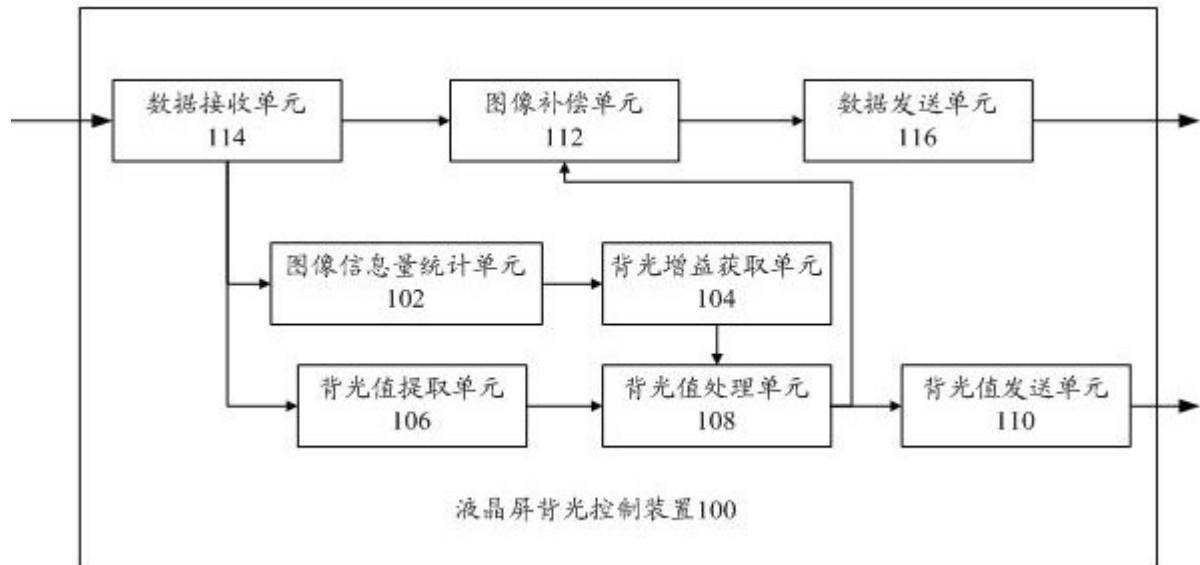 数据接收单元
114
图像补偿单元
112
数据发送单元
116
图像信息量统计单元
102
背光增益获取单元
104
背光值提取单元
106
背光值处理单元
108
背光值发送单元
110
液晶屏背光控制装置100